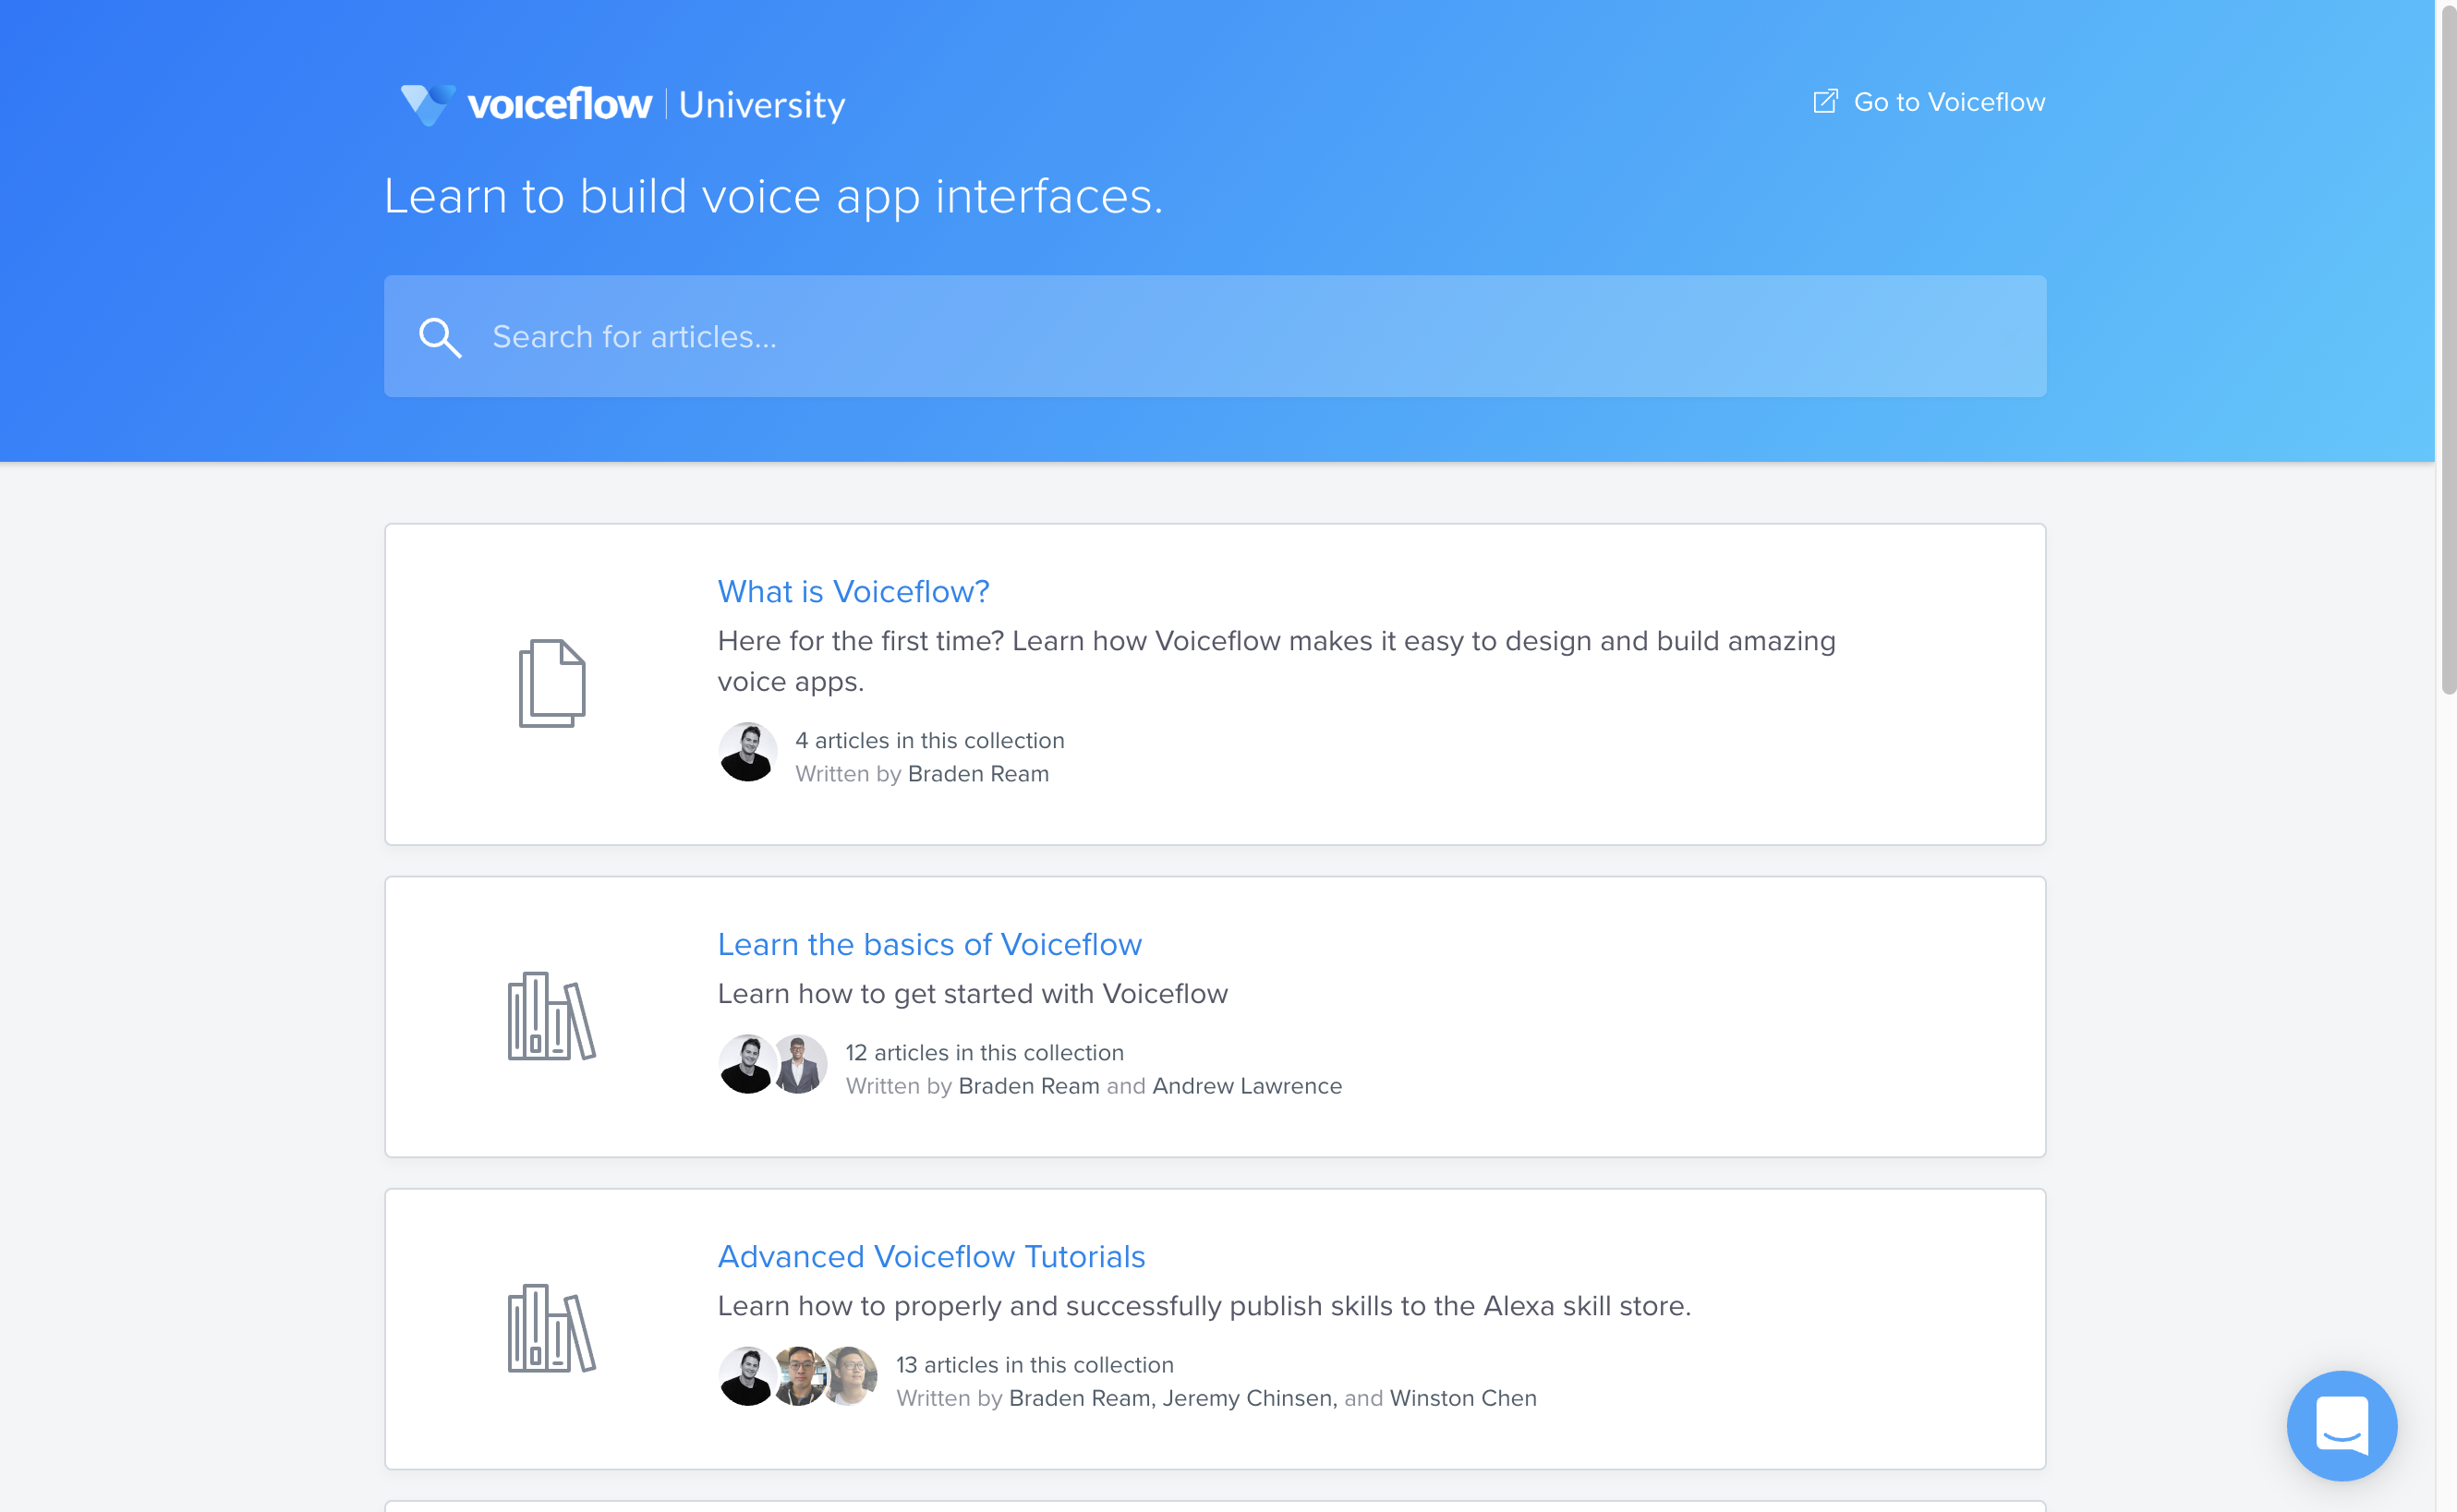 voiceflow | University
Go to Voiceflow
Learn to build voice app interfaces.
Search for articles...
What is Voiceflow?
Here for the first time? Learn how Voiceflow makes it easy to design and build amazing
voice apps.
4 articles in this collection
Written by Braden Ream
Learn the basics of Voiceflow
Learn how to get started with Voiceflow
12 articles in this collection
Written by Braden Ream and Andrew Lawrence
Advanced Voiceflow Tutorials
Learn how to properly and successfully publish skills to the Alexa skill store.
13 articles in this collection
Written by Braden Ream, Jeremy Chinsen, and Winston Chen